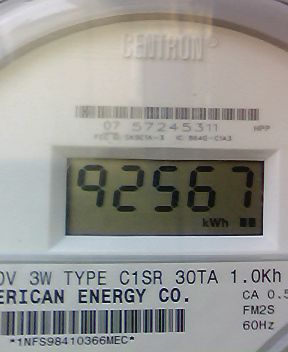 CENTRON®
07 57245311 HPP
92567
kWh
0V 3W TYPE C1SR 30TA 1.0Kh
ERICAN ENERGY CO. CA 0.5
FM2S
*1NFS98410366MEC* 60Hz